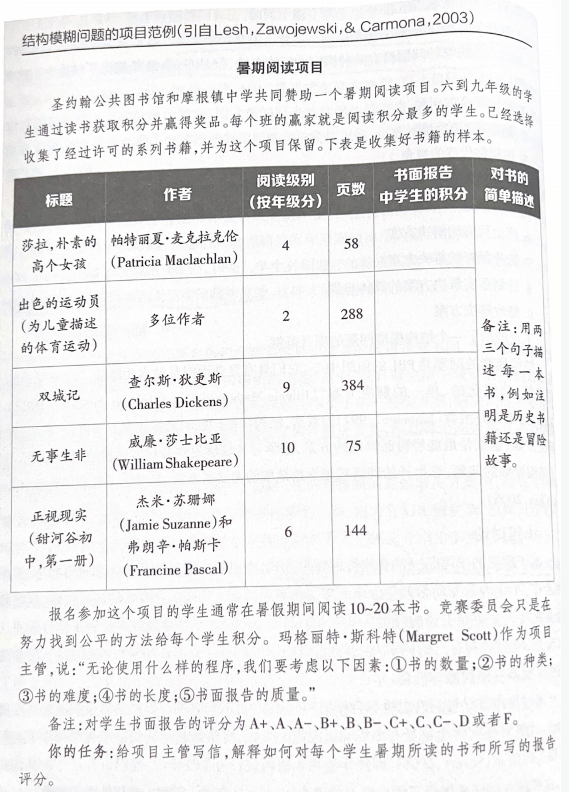 结构模糊问题的项目范例(引自Lesh,Zawojewski,& Carmona,2003)
暑期阅读项目
圣约翰公共图书馆和摩根镇中学共同赞助一个暑期阅读项目。六到九年级的学
生通过读书获取积分并赢得奖品。每个班的赢家就是阅读积分最多的学生。已经选择
收集了经过许可的系列书籍,并为这个项目保留。下表是收集好书籍的样本。
标题 作者 阅读级别 (按年级分) 页数 书面报告 中学生的积分 对书的 简单描述
莎拉,朴素的
高个女孩
帕特丽夏·麦克拉克伦
(Patricia Maclachlan)
4 58
出色的运动员
(为儿童描述
的体育运动)
多位作者
2 288
双城记
查尔斯·狄更斯
(Charles Dickens)
9 384
无事生非
威廉·莎士比亚
(William Shakepeare)
10 75
正视现实
(甜河谷初
中,第一册)
杰米·苏珊娜
(Jamie Suzanne)和
弗朗辛·帕斯卡
(Francine Pascal)
6 144
备注:用两
三个句子描
述每一本
书,例如注
明是历史书
籍还是冒险
故事。
报名参加这个项目的学生通常在暑假期间阅读10~20本书。竞赛委员会只是在
努力找到公平的方法给每个学生积分。玛格丽特·斯科特(Margret Scott)作为项目
主管,说:“无论使用什么样的程序,我们要考虑以下因素:①书的数量;②书的种类;
③书的难度;④书的长度;⑤书面报告的质量。”
备注:对学生书面报告的评分为A+、A、A-、B+、B、B-、C+、C、C-、D或者F。
你的任务:给项目主管写信,解释如何对每个学生暑期所读的书和所写的报告
评分。